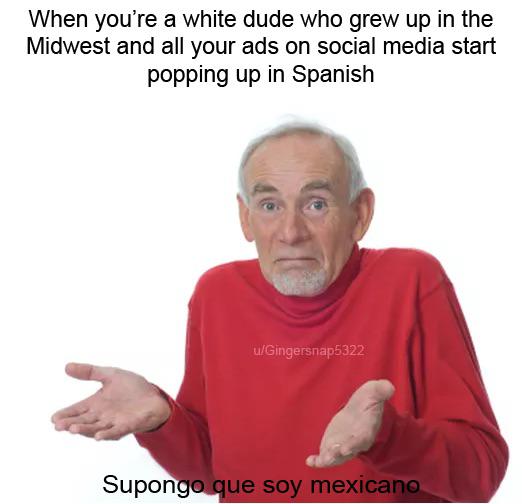 When you’re a white dude who grew up in the
Midwest and all your ads on social media start
popping up in Spanish
u/Gingersnap5322
Supongo que soy mexicano